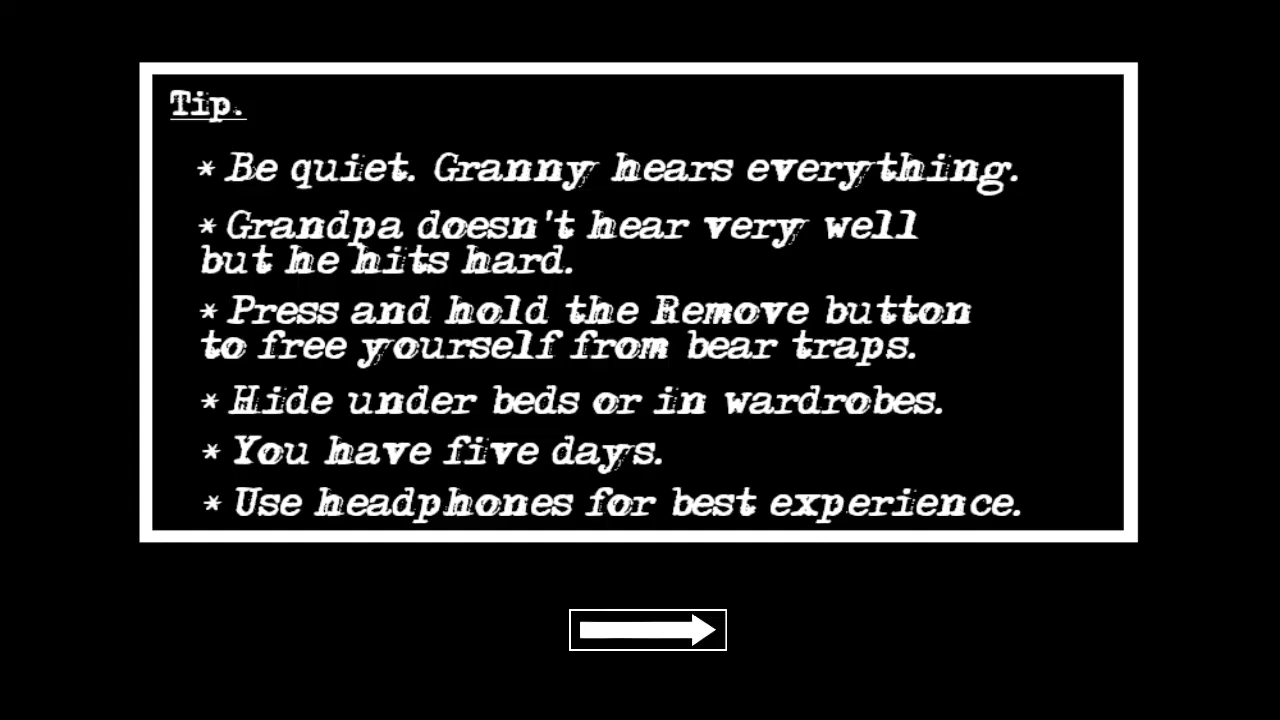 Tip.
* Be quiet. Granny hears everything.
* Grandpa doesn't hear very well
but he hits hard.
* Press and hold the Remove button
to free yourself from bear traps.
* Hide under beds or in wardrobes.
* You have five days.
* Use headphones for best experience.